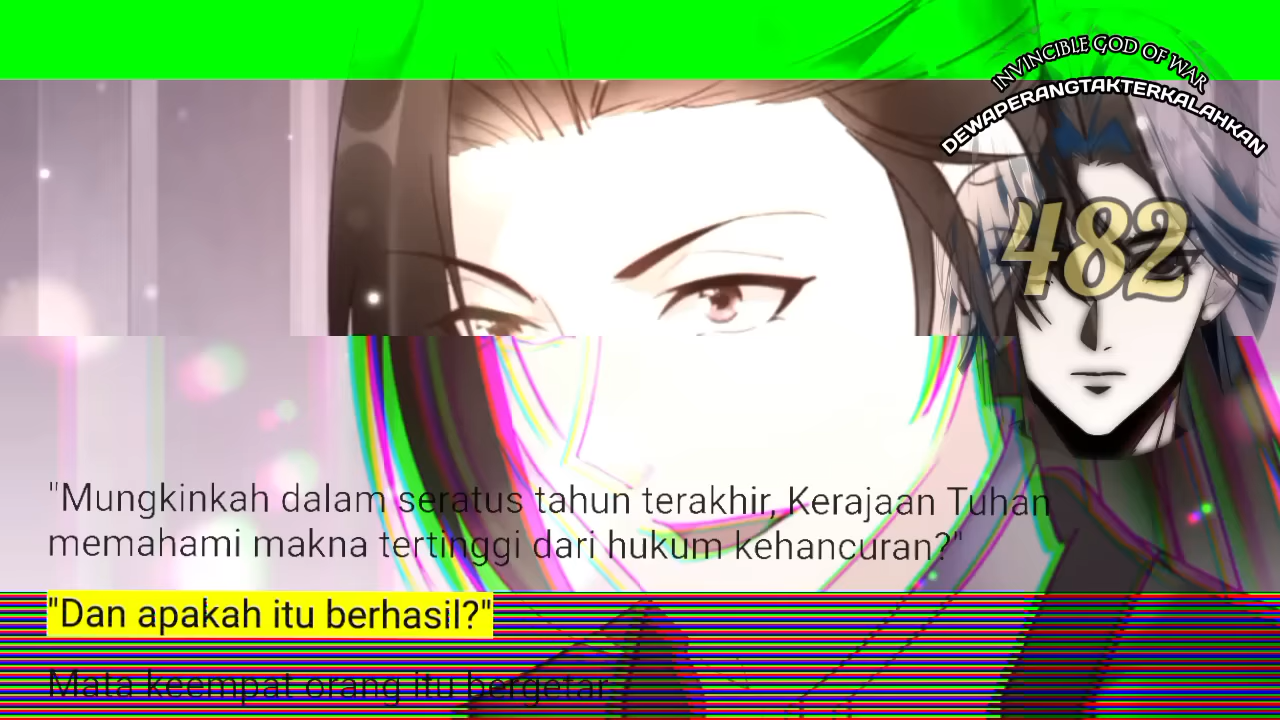 INVINCIBLE GOD OF WAR
DEWAPERANGTAKTERKALAHKAN
482
"Mungkinkah dalam seratus tahun terakhir, Kerajaan Tuhan
memahami makna tertinggi dari hukum kehancuran?"
"Dan apakah itu berhasil?"
Mata keempat orang itu bergetar.